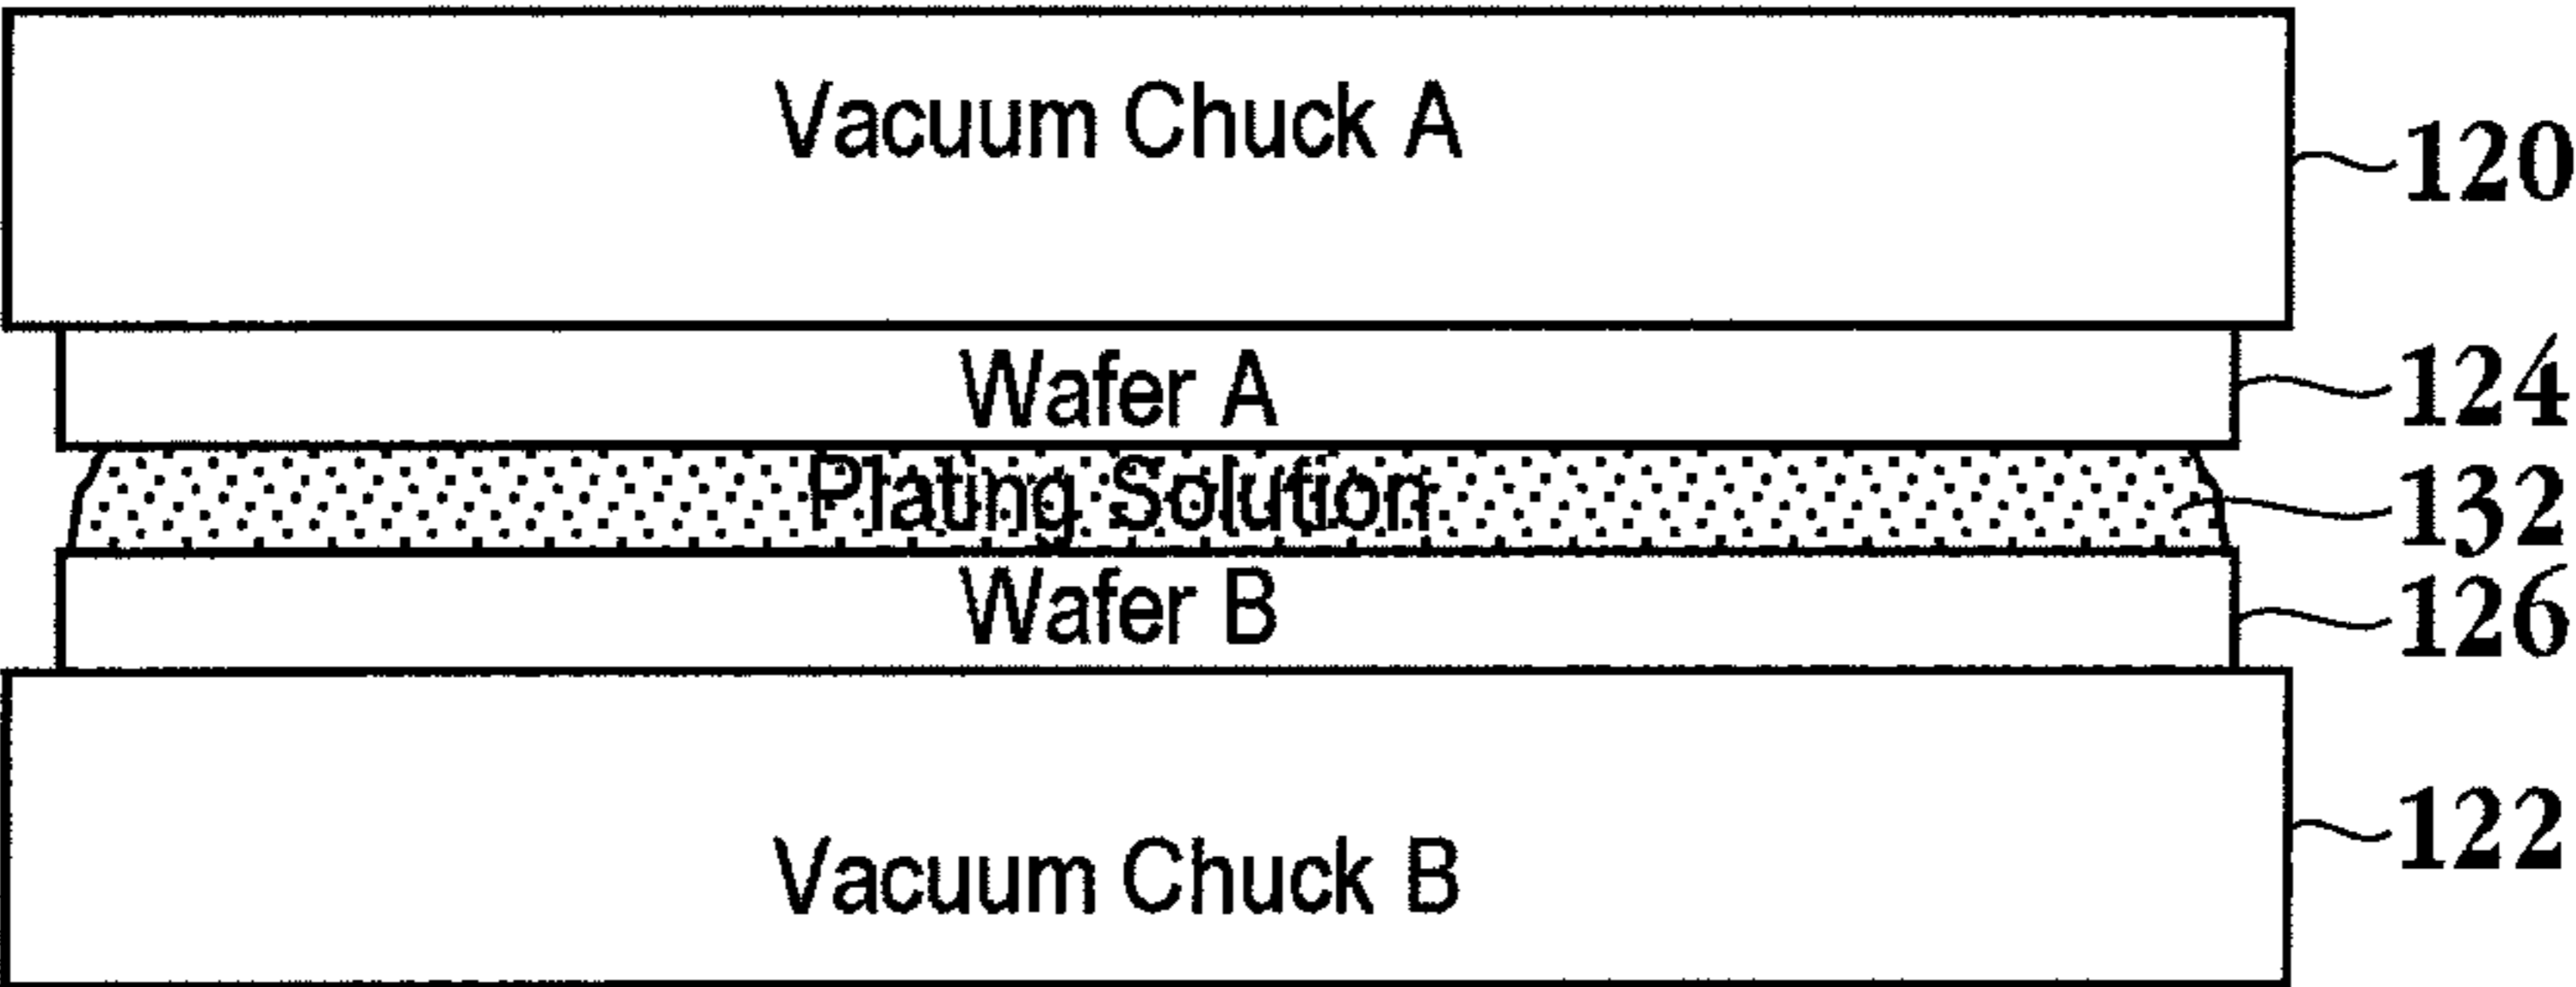 Vacuum Chuck A
120
Wafer A
124
Plating Solution
132
Wafer B
126
Vacuum Chuck B
122